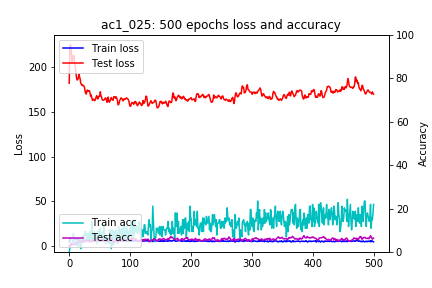 ac1_025: 500 epochs loss and accuracy
Train loss
Test loss
Train acc
Test acc
Loss
Accuracy
200
150
100
50
0
100
80
60
40
20
0
0 100 200 300 400 500